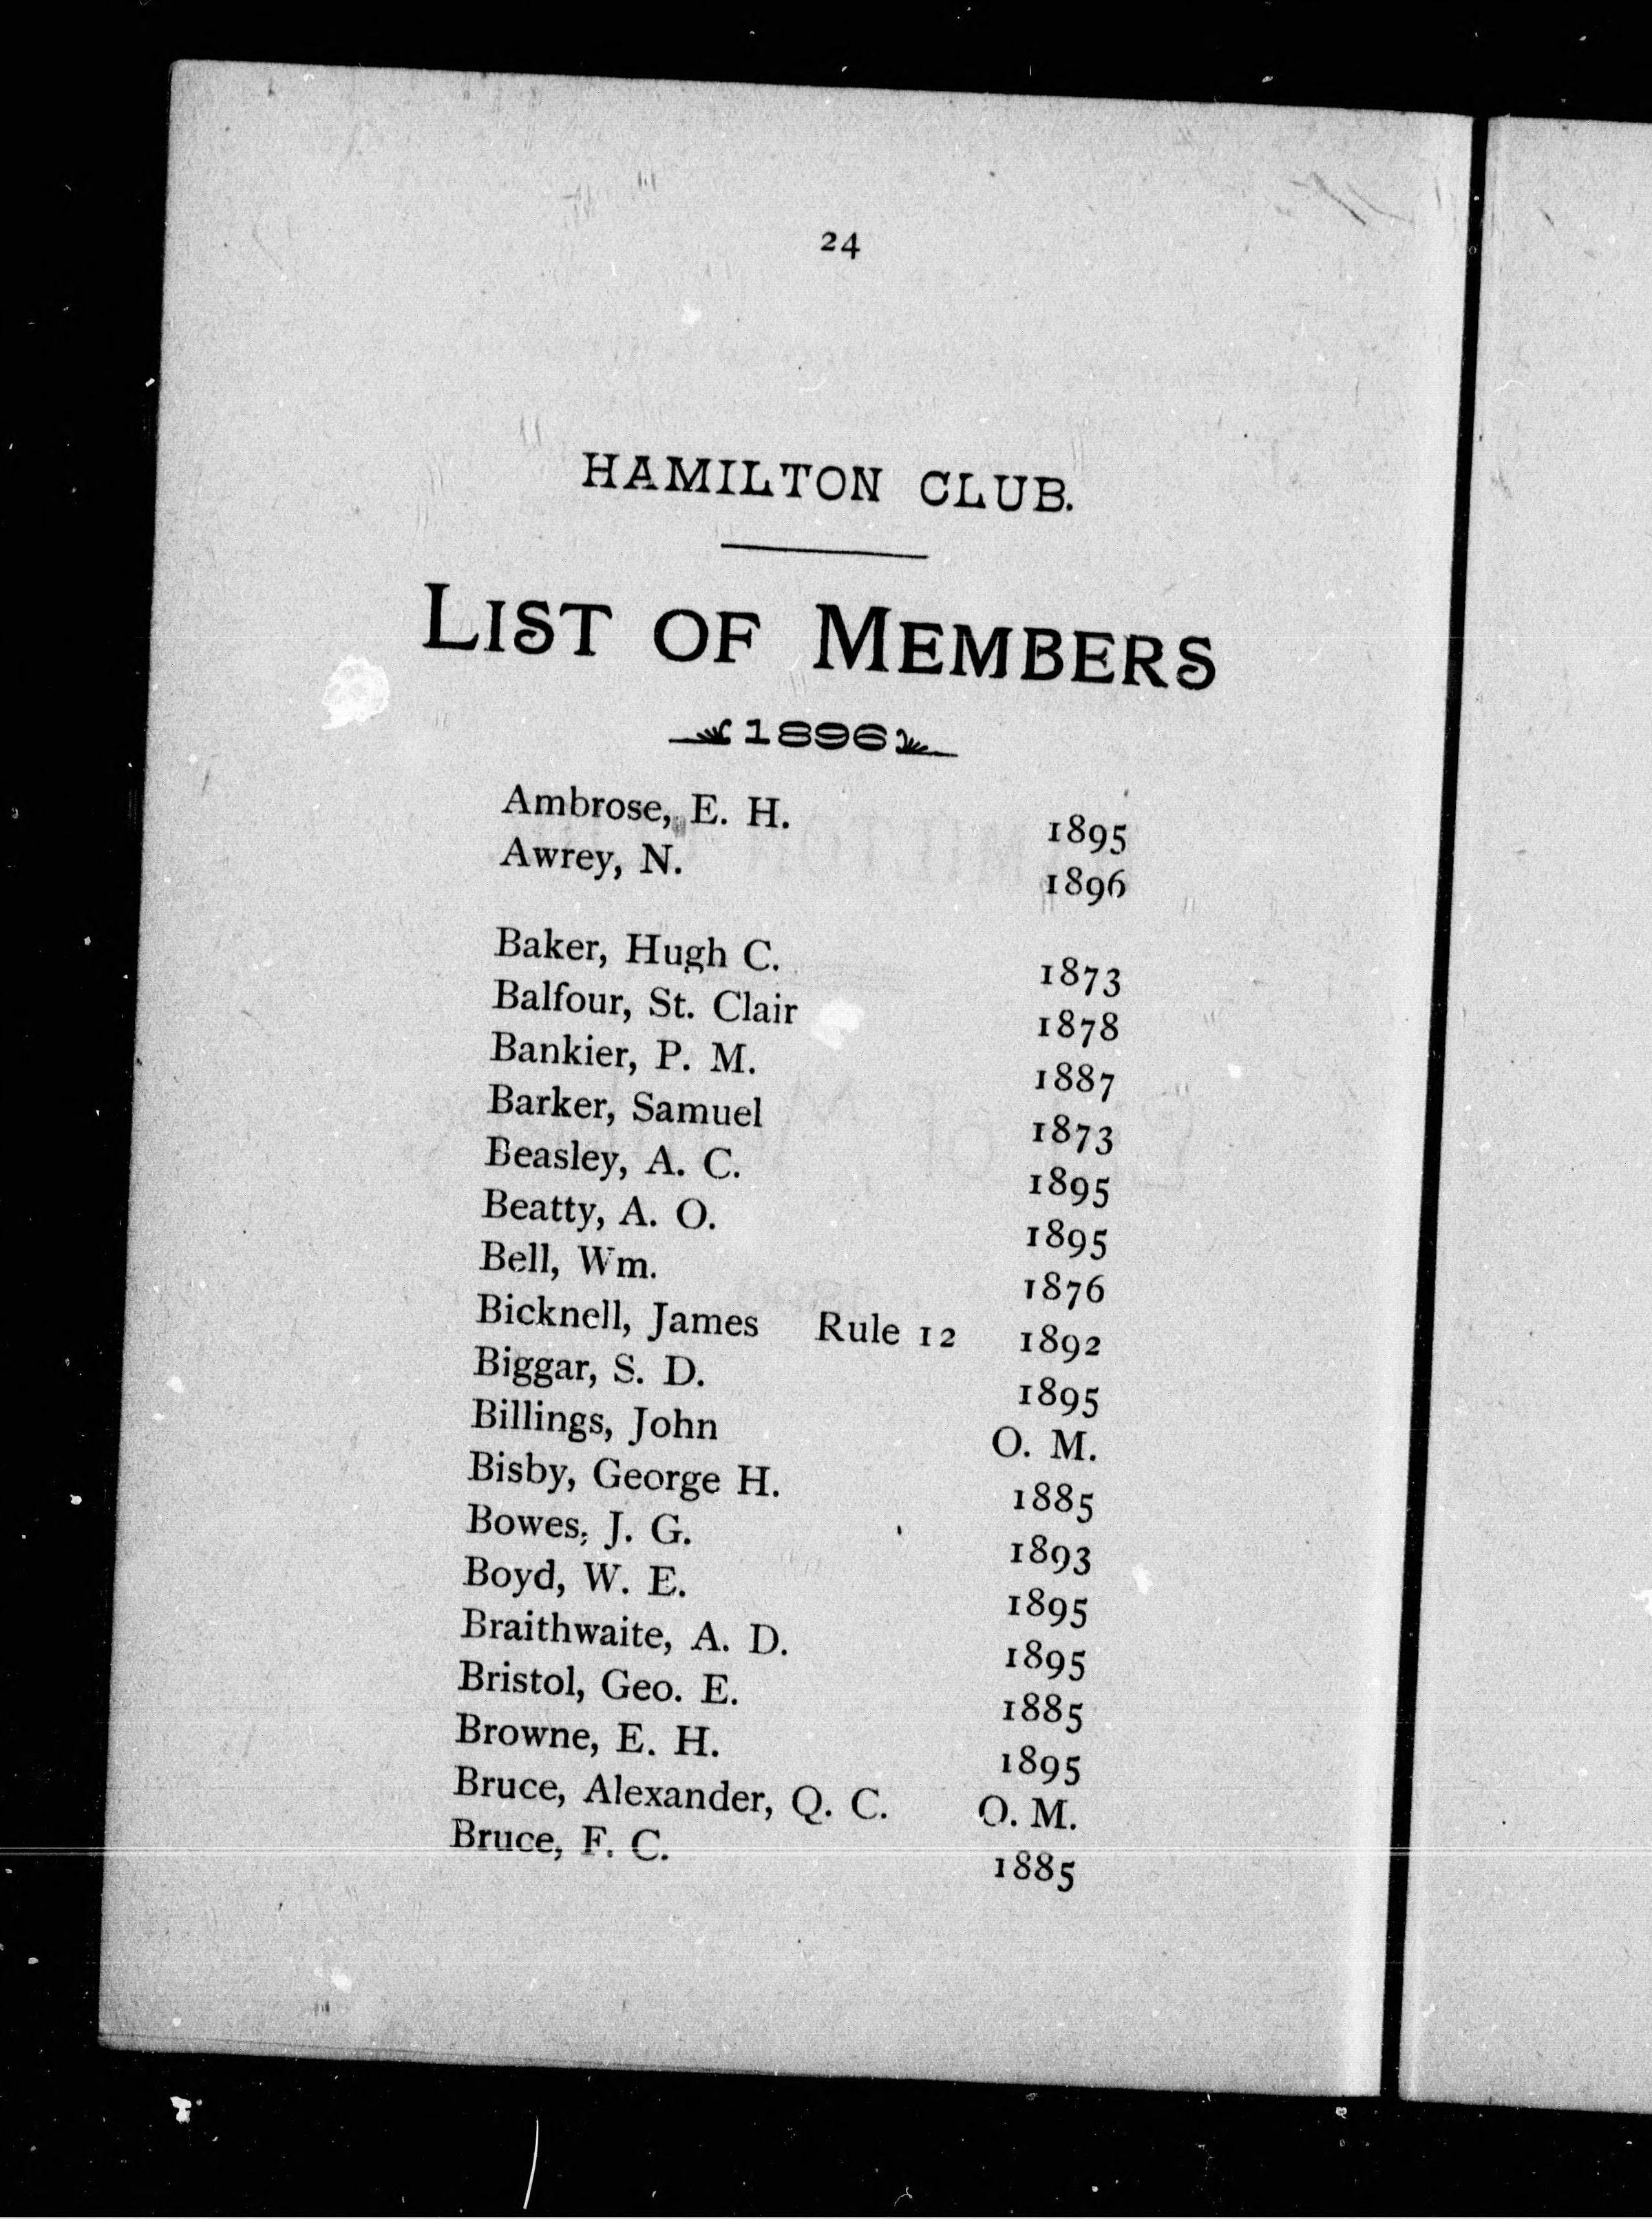 24
HAMILTON CLUB.
LIST OF MEMBERS
1896
Ambrose, E. H. 1895
Awrey, N. 1896
Baker, Hugh C. 1873
Balfour, St. Clair 1878
Bankier, P. M. 1887
Barker, Samuel 1873
Beasley, A. C. 1895
Beatty, A. O. 1895
Bell, Wm. 1876
Bicknell, James Rule 12 1892
Biggar, S. D. 1895
Billings, John O. M.
Bisby, George H. 1885
Bowes, J. G. 1893
Boyd, W. E. 1895
Braithwaite, A. D. 1895
Bristol, Geo. E. 1885
Browne, E. H. 1895
Bruce, Alexander, Q. C. O. M.
Bruce, F. C. 1885